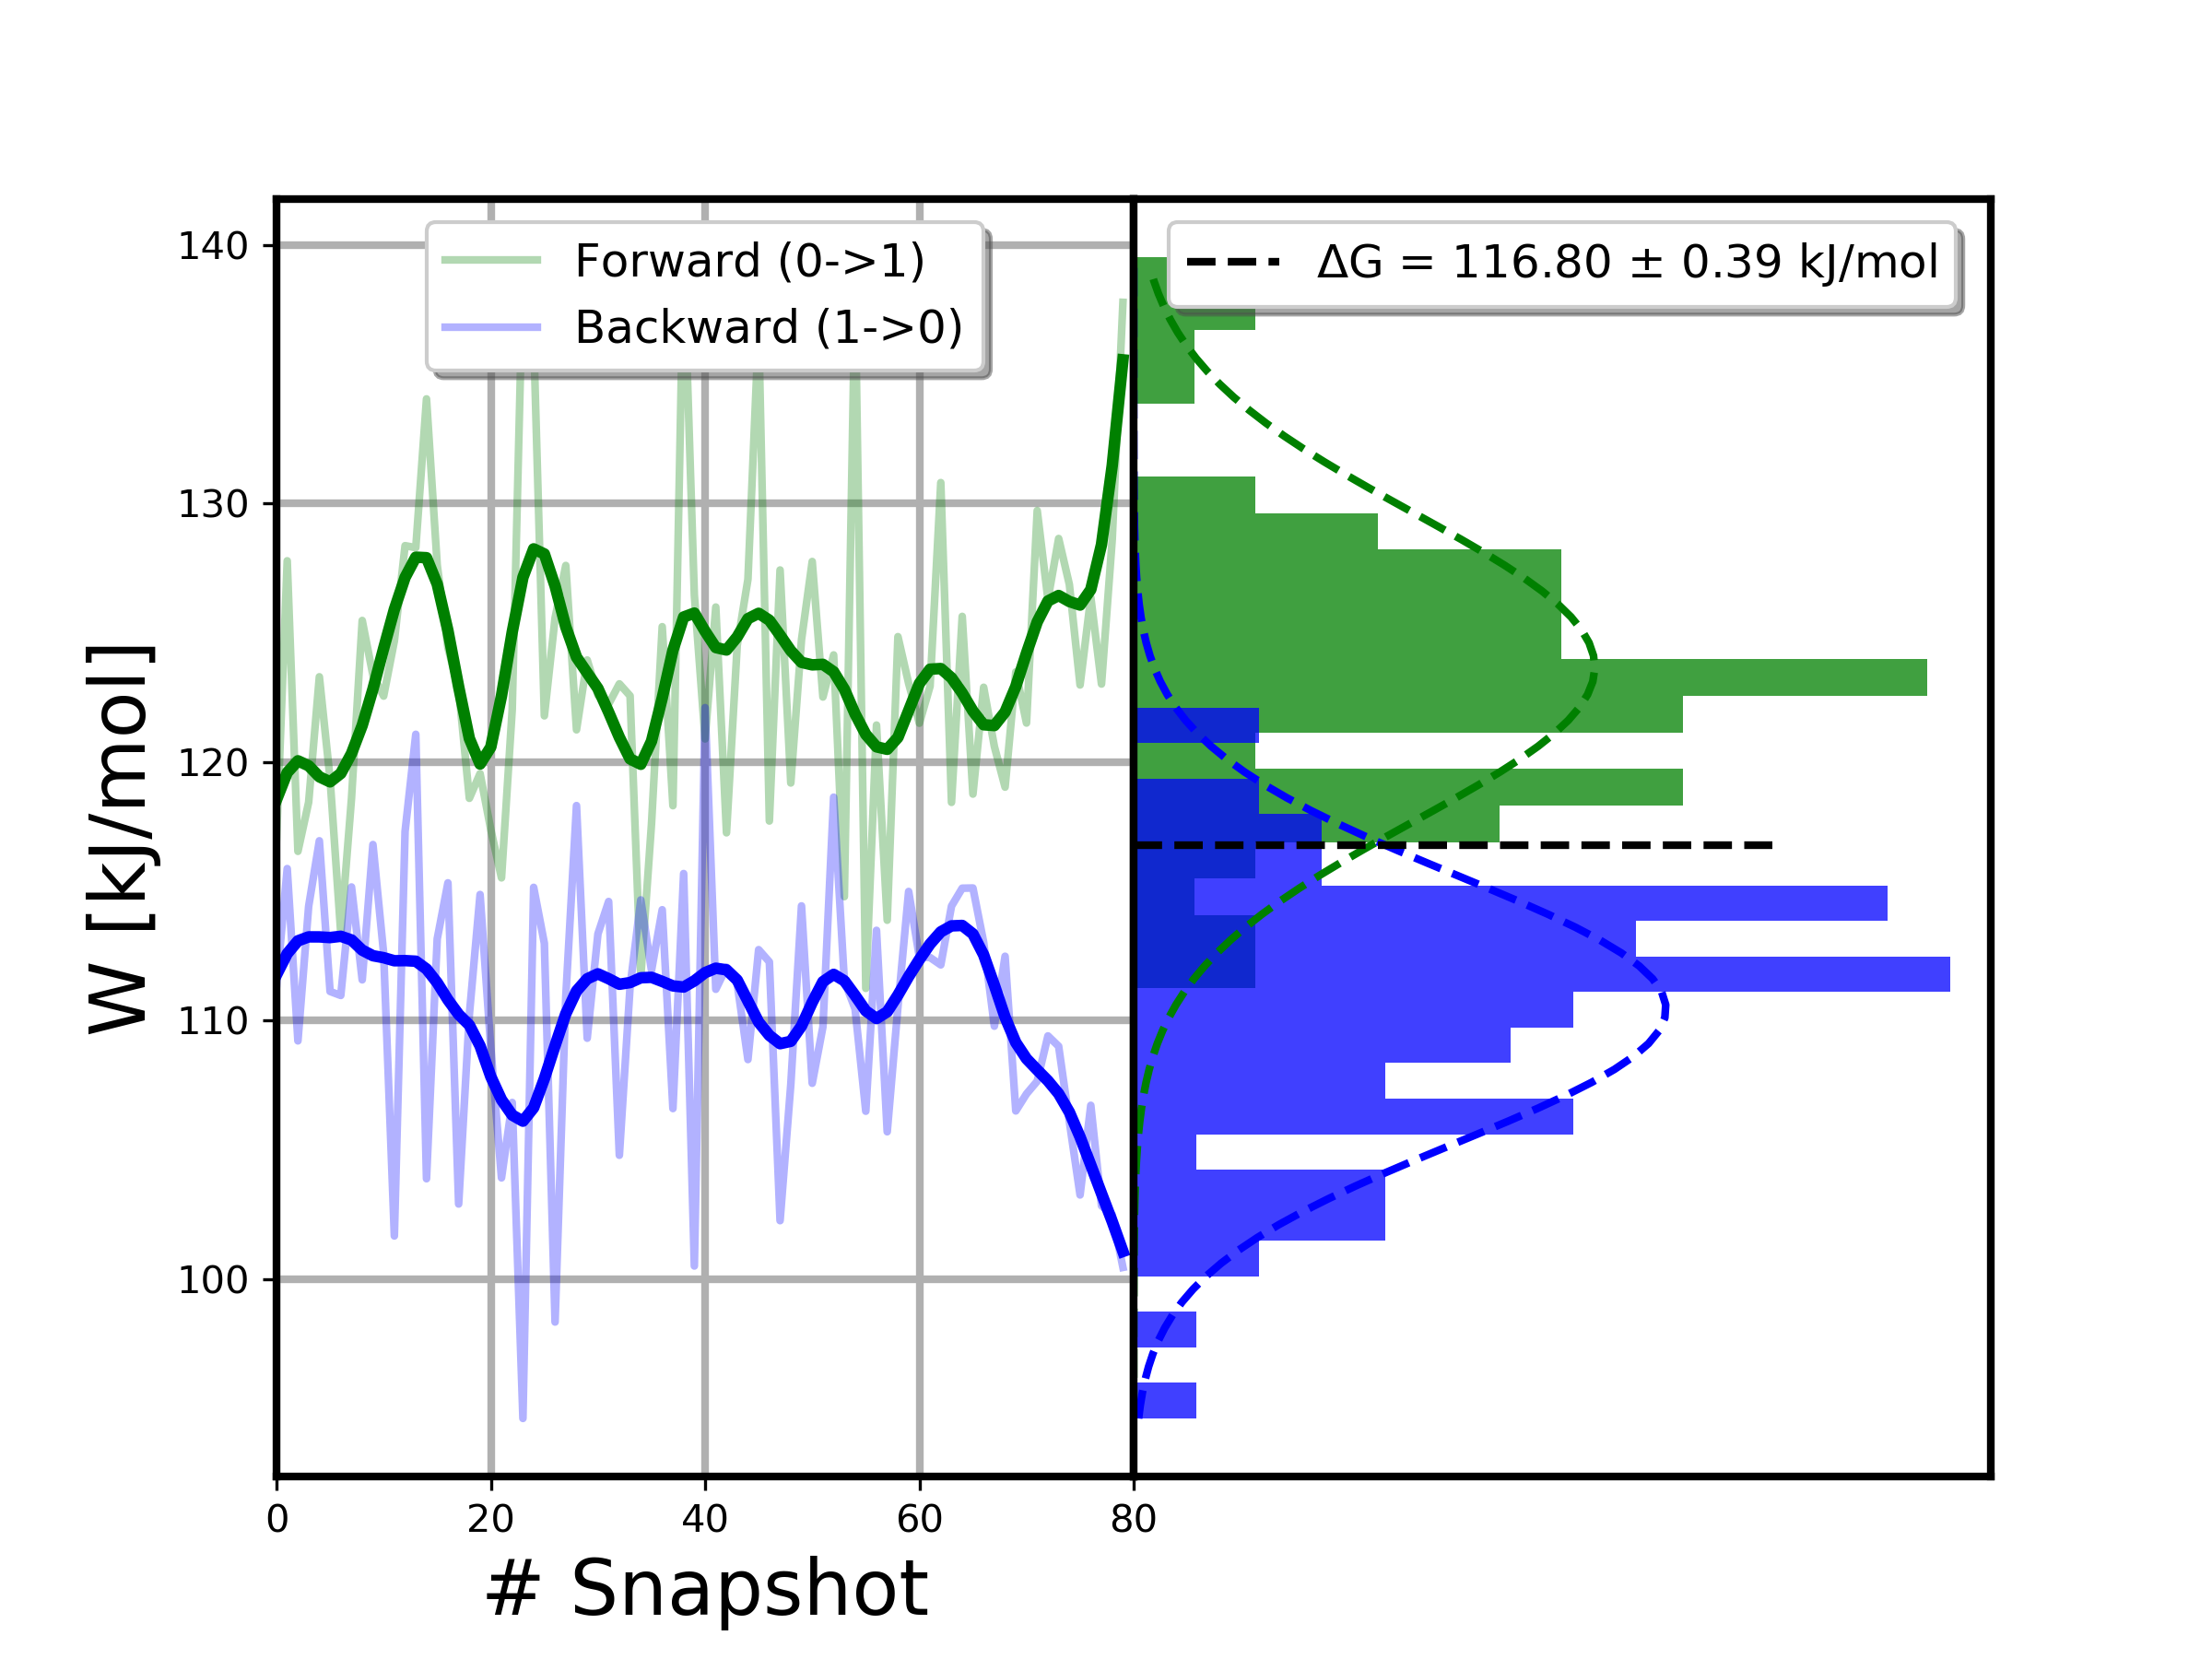 Forward (0->1)
Backward (1->0)
ΔG = 116.80 ± 0.39 kJ/mol
W [kJ/mol]
140
130
120
110
100
0 20 40 60 80
# Snapshot